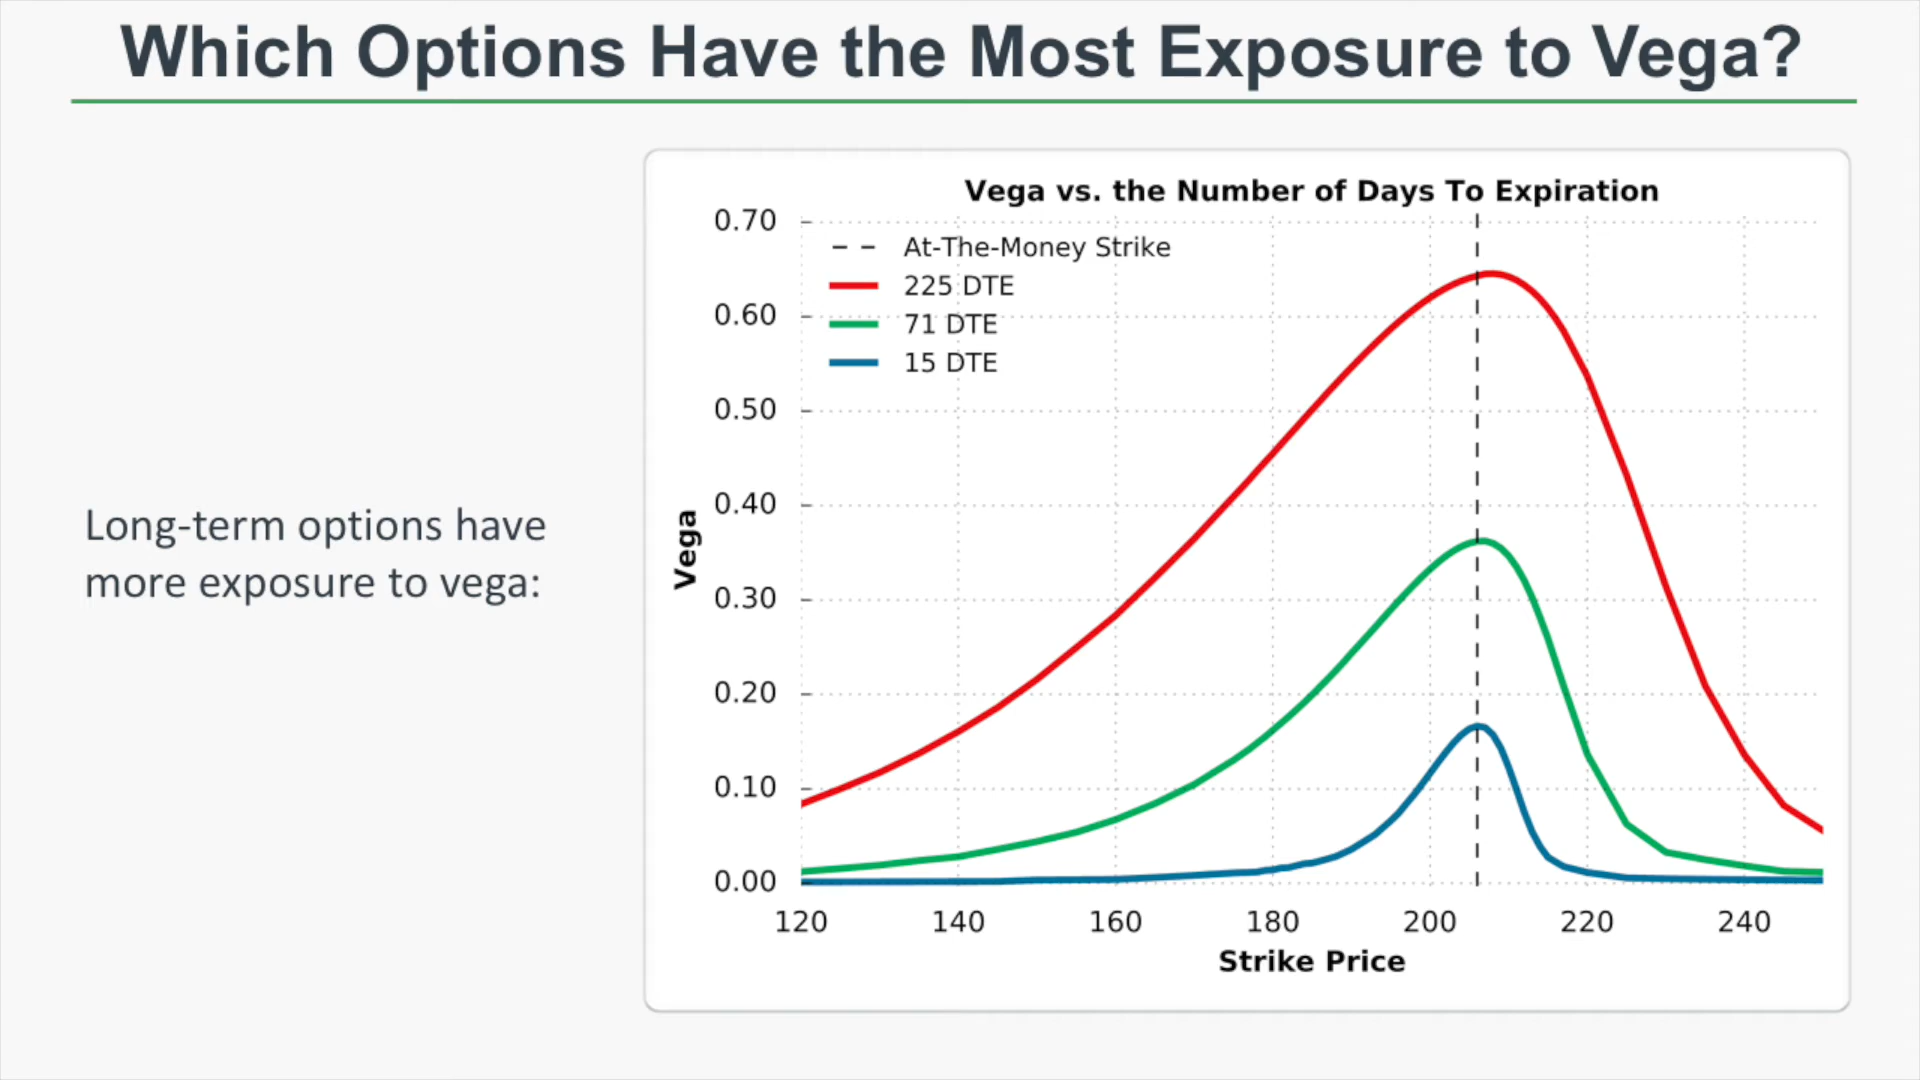 Which Options Have the Most Exposure to Vega?
Long-term options have
more exposure to vega:
Vega vs. the Number of Days To Expiration
At-The-Money Strike
225 DTE
71 DTE
15 DTE
Vega
0.70
0.60
0.50
0.40
0.30
0.20
0.10
0.00
120 140 160 180 200 220 240
Strike Price